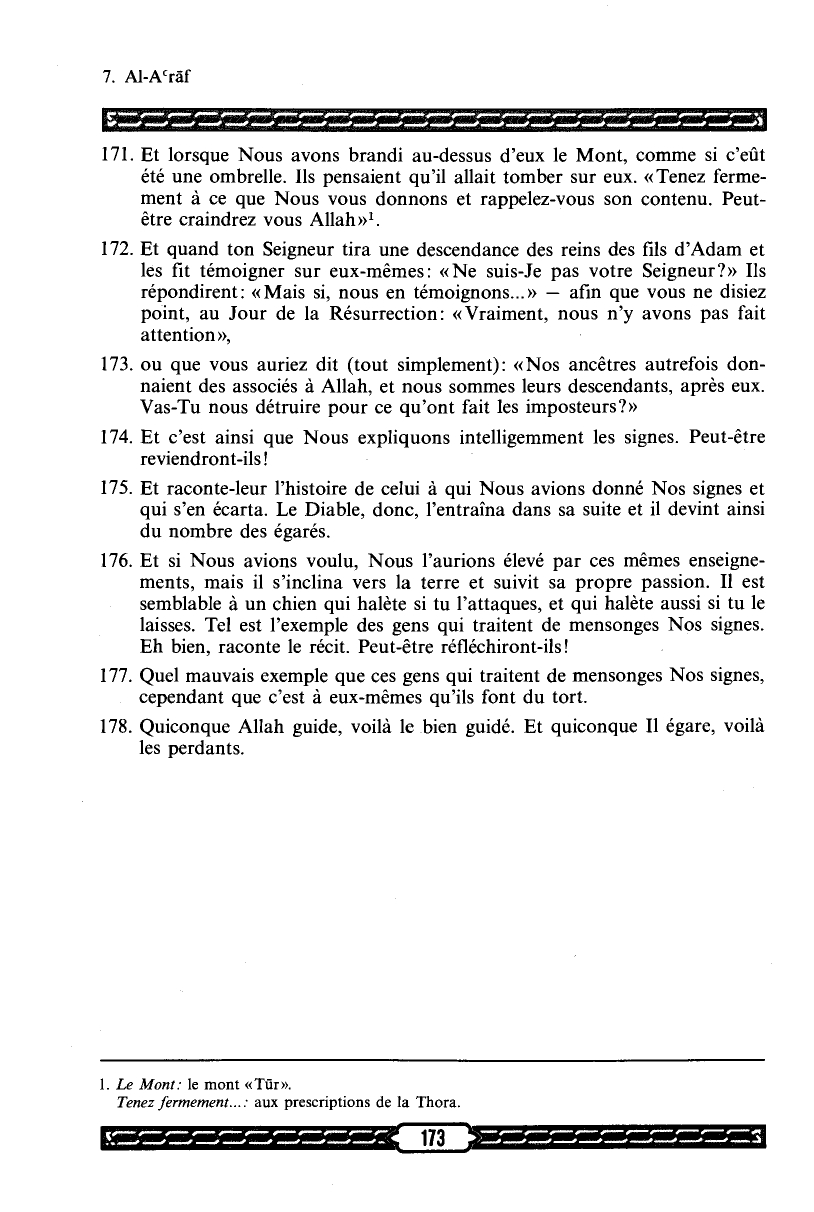 7. Al-Aʿrāf
171. Et lorsque Nous avons brandi au-dessus d'eux le Mont, comme si c'eût
été une ombrelle. Ils pensaient qu'il allait tomber sur eux. «Tenez ferme-
ment à ce que Nous vous donnons et rappelez-vous son contenu. Peut-
être craindrez vous Allah»¹.
172. Et quand ton Seigneur tira une descendance des reins des fils d'Adam et
les fit témoigner sur eux-mêmes: «Ne suis-Je pas votre Seigneur?» Ils
répondirent: «Mais si, nous en témoignons...» — afin que vous ne disiez
point, au Jour de la Résurrection: «Vraiment, nous n'y avons pas fait
attention»,
173. ou que vous auriez dit (tout simplement): «Nos ancêtres autrefois don-
naient des associés à Allah, et nous sommes leurs descendants, après eux.
Vas-Tu nous détruire pour ce qu'ont fait les imposteurs?»
174. Et c'est ainsi que Nous expliquons intelligemment les signes. Peut-être
reviendront-ils!
175. Et raconte-leur l'histoire de celui à qui Nous avions donné Nos signes et
qui s'en écarta. Le Diable, donc, l'entraîna dans sa suite et il devint ainsi
du nombre des égarés.
176. Et si Nous avions voulu, Nous l'aurions élevé par ces mêmes enseigne-
ments, mais il s'inclina vers la terre et suivit sa propre passion. Il est
semblable à un chien qui halète si tu l'attaques, et qui halète aussi si tu le
laisses. Tel est l'exemple des gens qui traitent de mensonges Nos signes.
Eh bien, raconte le récit. Peut-être réfléchiront-ils!
177. Quel mauvais exemple que ces gens qui traitent de mensonges Nos signes,
cependant que c'est à eux-mêmes qu'ils font du tort.
178. Quiconque Allah guide, voilà le bien guidé. Et quiconque Il égare, voilà
les perdants.
1. Le Mont: le mont «Tūr».
Tenez fermement...: aux prescriptions de la Thora.
173